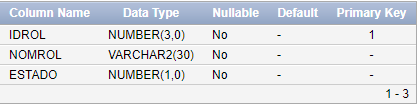 Column Name Data Type Nullable Default Primary Key
IDROL NUMBER(3,0) No - 1
NOMROL VARCHAR2(30) No - -
ESTADO NUMBER(1,0) No - -
1 - 3